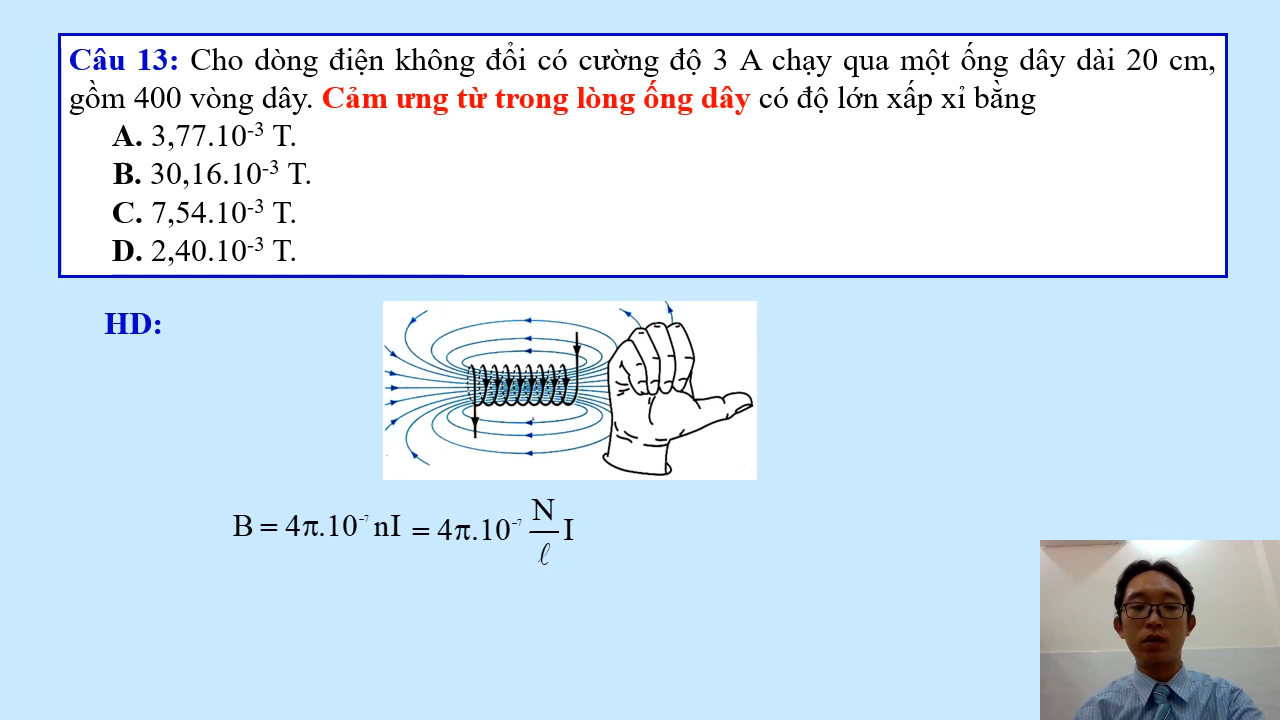 Câu 13: Cho dòng điện không đổi có cường độ 3 A chạy qua một ống dây dài 20 cm,
gồm 400 vòng dây. Cảm ưng từ trong lòng ống dây có độ lớn xấp xỉ bằng
A. 3,77.10⁻³ T.
B. 30,16.10⁻³ T.
C. 7,54.10⁻³ T.
D. 2,40.10⁻³ T.
HD:
B = 4π.10⁻⁷ nI = 4π.10⁻⁷ N/ℓ I